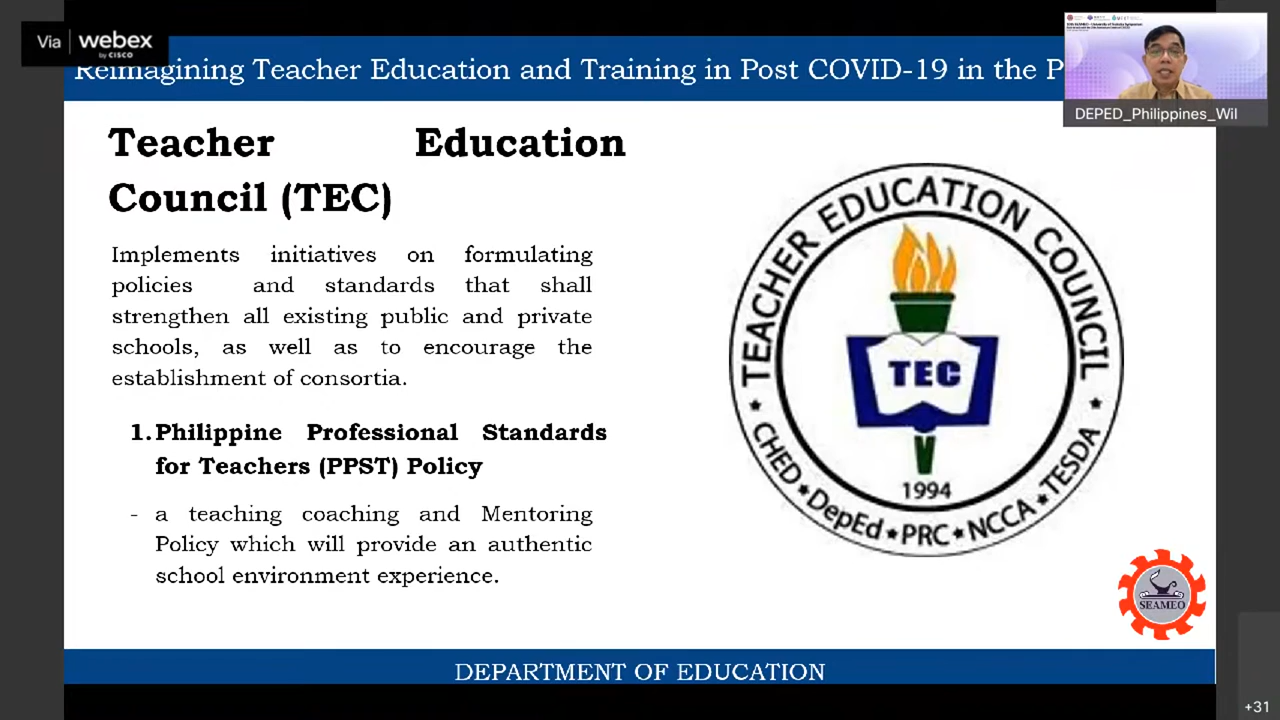 Via webex
by CISCO
Reimagining Teacher Education and Training in Post COVID-19 in the P
DEPED_Philippines_Wil
Teacher Education
Council (TEC)
Implements initiatives on formulating
policies and standards that shall
strengthen all existing public and private
schools, as well as to encourage the
establishment of consortia.
1. Philippine Professional Standards
for Teachers (PPST) Policy
- a teaching coaching and Mentoring
Policy which will provide an authentic
school environment experience.
TEACHER EDUCATION COUNCIL
TEC
1994
★ CHED ★ DepEd ★ PRC ★ NCCA ★ TESDA ★
SEAMEO
DEPARTMENT OF EDUCATION
+31